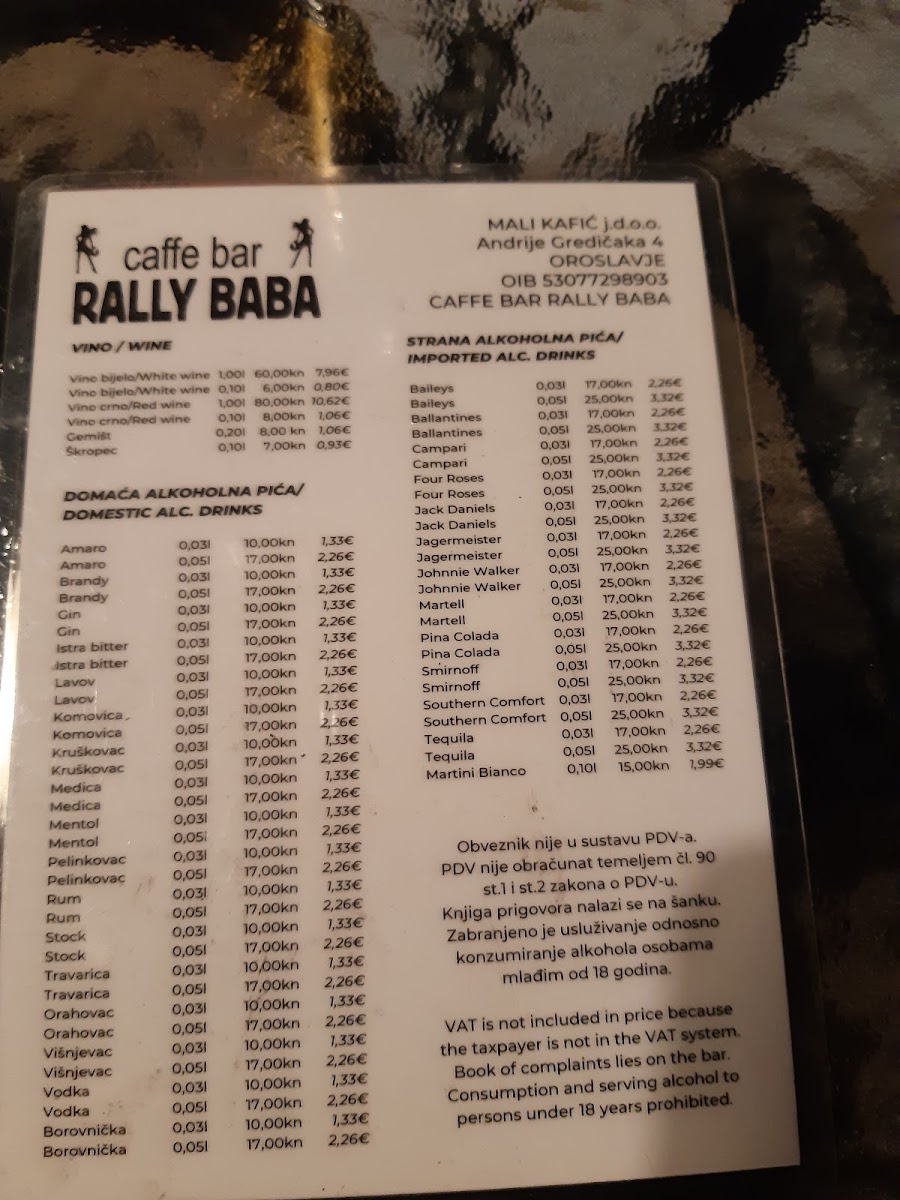 caffe bar
RALLY BABA
VINO / WINE
Vino bijelo/White wine 1,00l 60,00kn 7,96€
Vino bijelo/White wine 0,10l 6,00kn 0,80€
Vino crno/Red wine 1,00l 80,00kn 10,62€
Vino crno/Red wine 0,10l 8,00kn 1,06€
Gemišt 0,20l 8,00 kn 1,06€
Škropec 0,10l 7,00kn 0,93€
DOMAĆA ALKOHOLNA PIĆA/
DOMESTIC ALC. DRINKS
Amaro 0,03l 10,00kn 1,33€
Amaro 0,05l 17,00kn 2,26€
Brandy 0,03l 10,00kn 1,33€
Brandy 0,05l 17,00kn 2,26€
Gin 0,03l 10,00kn 1,33€
Gin 0,05l 17,00kn 2,26€
Istra bitter 0,03l 10,00kn 1,33€
Istra bitter 0,05l 17,00kn 2,26€
Lavov 0,03l 10,00kn 1,33€
Lavov 0,05l 17,00kn 2,26€
Komovica 0,03l 10,00kn 1,33€
Komovica 0,05l 17,00kn 2,26€
Kruškovac 0,03l 10,00kn 1,33€
Kruškovac 0,05l 17,00kn 2,26€
Medica 0,03l 10,00kn 1,33€
Medica 0,05l 17,00kn 2,26€
Mentol 0,03l 10,00kn 1,33€
Mentol 0,05l 17,00kn 2,26€
Pelinkovac 0,03l 10,00kn 1,33€
Pelinkovac 0,05l 17,00kn 2,26€
Rum 0,03l 10,00kn 1,33€
Rum 0,05l 17,00kn 2,26€
Stock 0,03l 10,00kn 1,33€
Stock 0,05l 17,00kn 2,26€
Travarica 0,03l 10,00kn 1,33€
Travarica 0,05l 17,00kn 2,26€
Orahovac 0,03l 10,00kn 1,33€
Orahovac 0,05l 17,00kn 2,26€
Višnjevac 0,03l 10,00kn 1,33€
Višnjevac 0,05l 17,00kn 2,26€
Vodka 0,03l 10,00kn 1,33€
Vodka 0,05l 17,00kn 2,26€
Borovnička 0,03l 10,00kn 1,33€
Borovnička 0,05l 17,00kn 2,26€
MALI KAFIĆ j.d.o.o.
Andrije Gredičaka 4
OROSLAVJE
OIB 53077298903
CAFFE BAR RALLY BABA
STRANA ALKOHOLNA PIĆA/
IMPORTED ALC. DRINKS
Baileys 0,03l 17,00kn 2,26€
Baileys 0,05l 25,00kn 3,32€
Ballantines 0,03l 17,00kn 2,26€
Ballantines 0,05l 25,00kn 3,32€
Campari 0,03l 17,00kn 2,26€
Campari 0,05l 25,00kn 3,32€
Four Roses 0,03l 17,00kn 2,26€
Four Roses 0,05l 25,00kn 3,32€
Jack Daniels 0,03l 17,00kn 2,26€
Jack Daniels 0,05l 25,00kn 3,32€
Jagermeister 0,03l 17,00kn 2,26€
Jagermeister 0,05l 25,00kn 3,32€
Johnnie Walker 0,03l 17,00kn 2,26€
Johnnie Walker 0,05l 25,00kn 3,32€
Martell 0,03l 17,00kn 2,26€
Martell 0,05l 25,00kn 3,32€
Pina Colada 0,03l 17,00kn 2,26€
Pina Colada 0,05l 25,00kn 3,32€
Smirnoff 0,03l 17,00kn 2,26€
Smirnoff 0,05l 25,00kn 3,32€
Southern Comfort 0,03l 17,00kn 2,26€
Southern Comfort 0,05l 25,00kn 3,32€
Tequila 0,03l 17,00kn 2,26€
Tequila 0,05l 25,00kn 3,32€
Martini Bianco 0,10l 15,00kn 1,99€
Obveznik nije u sustavu PDV-a.
PDV nije obračunat temeljem čl. 90
st.1 i st.2 zakona o PDV-u.
Knjiga prigovora nalazi se na šanku.
Zabranjeno je usluživanje odnosno
konzumiranje alkohola osobama
mlađim od 18 godina.
VAT is not included in price because
the taxpayer is not in the VAT system.
Book of complaints lies on the bar.
Consumption and serving alcohol to
persons under 18 years prohibited.